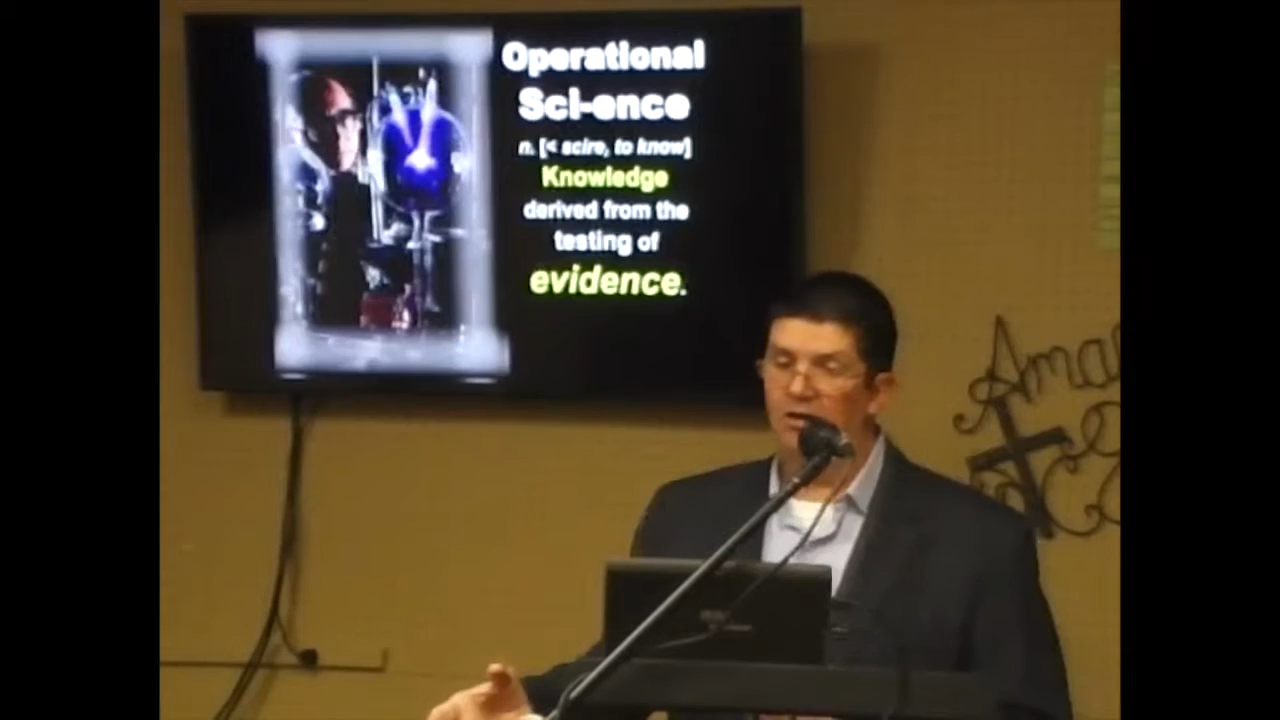 Operational
Sci-ence
n. [< scire, to know]
Knowledge
derived from the
testing of
evidence.